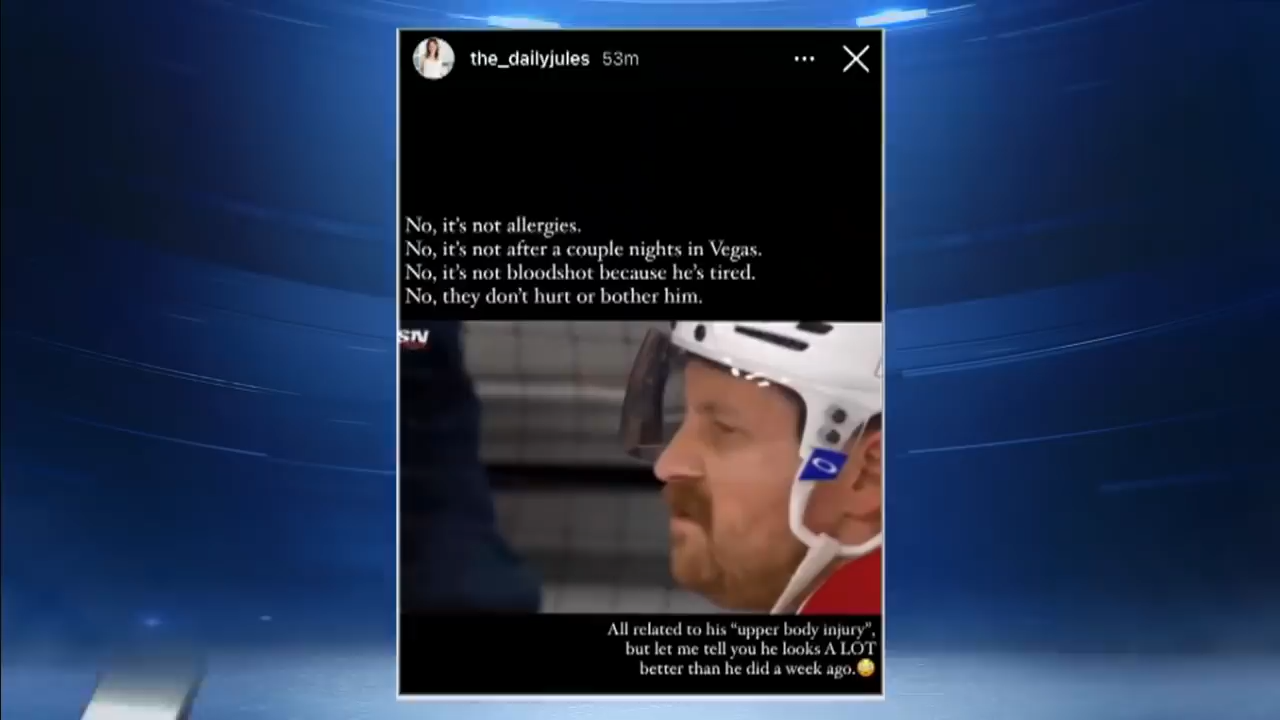 the_dailyjules 53m
No, it's not allergies.
No, it's not after a couple nights in Vegas.
No, it's not bloodshot because he's tired.
No, they don't hurt or bother him.
SN
All related to his “upper body injury”,
but let me tell you he looks A LOT
better than he did a week ago.😳